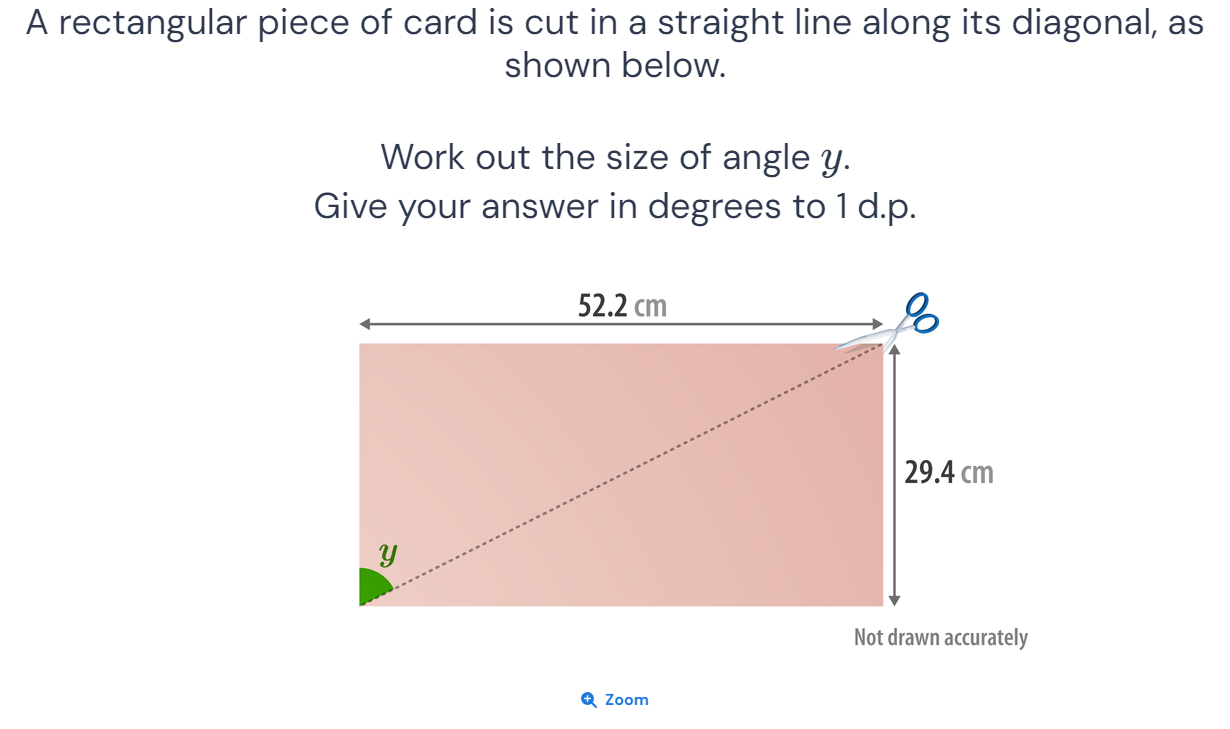 A rectangular piece of card is cut in a straight line along its diagonal, as
shown below.
Work out the size of angle y.
Give your answer in degrees to 1 d.p.
52.2 cm
29.4 cm
y
Not drawn accurately
Zoom